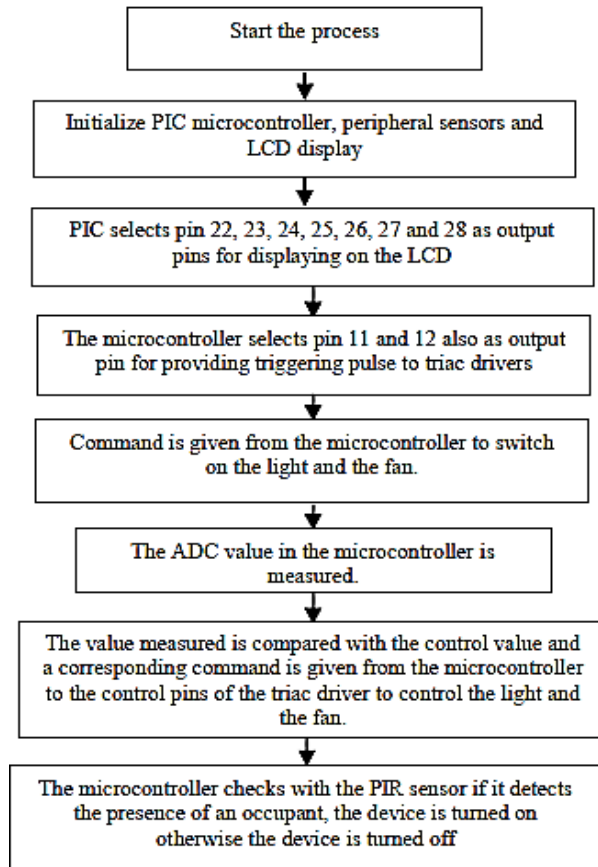 Start the process
Initialize PIC microcontroller, peripheral sensors and
LCD display
PIC selects pin 22, 23, 24, 25, 26, 27 and 28 as output
pins for displaying on the LCD
The microcontroller selects pin 11 and 12 also as output
pin for providing triggering pulse to triac drivers
Command is given from the microcontroller to switch
on the light and the fan.
The ADC value in the microcontroller is
measured.
The value measured is compared with the control value and
a corresponding command is given from the microcontroller
to the control pins of the triac driver to control the light and
the fan.
The microcontroller checks with the PIR sensor if it detects
the presence of an occupant, the device is turned on
otherwise the device is turned off